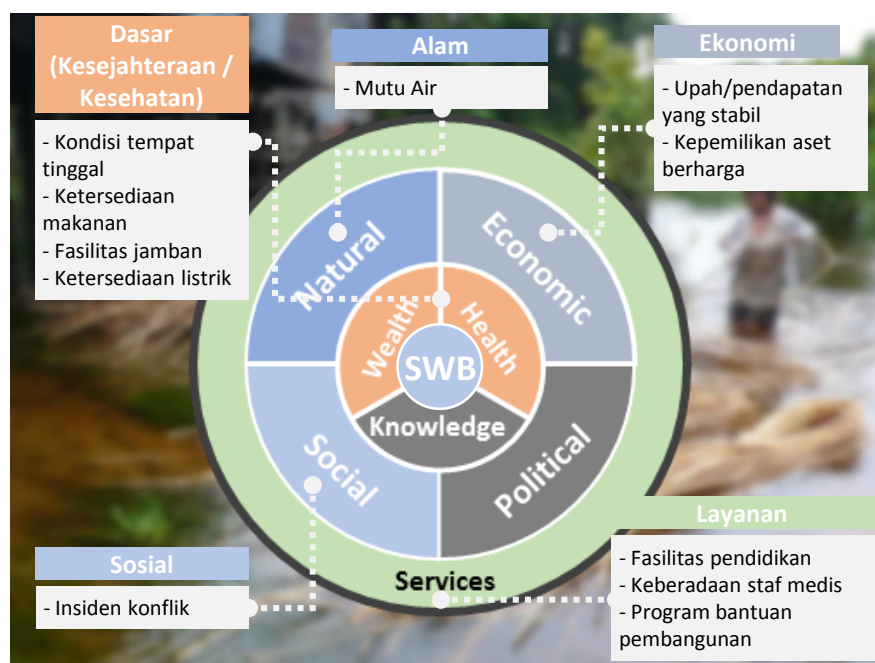 Dasar
(Kesejahteraan /
Kesehatan)
- Kondisi tempat
tinggal
- Ketersediaan
makanan
- Fasilitas jamban
- Ketersediaan listrik
Alam
- Mutu Air
Ekonomi
- Upah/pendapatan
yang stabil
- Kepemilikan aset
berharga
Natural
Economic
Wealth
Health
SWB
Knowledge
Social
Political
Services
Sosial
- Insiden konflik
Layanan
- Fasilitas pendidikan
- Keberadaan staf medis
- Program bantuan
pembangunan